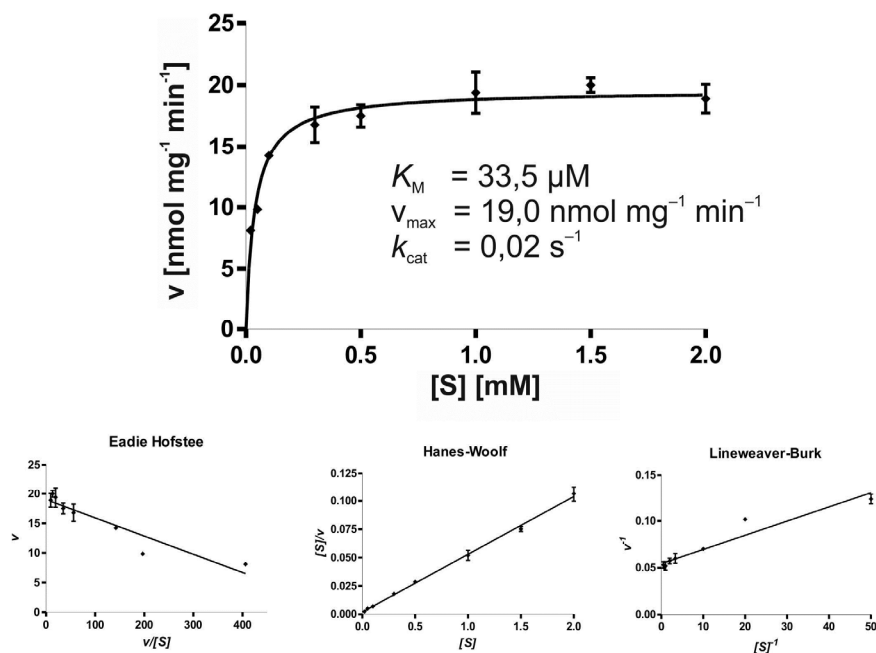 25
20
15
10
5
0
v [nmol mg⁻¹ min⁻¹]
K_M = 33,5 µM
v_max = 19,0 nmol mg⁻¹ min⁻¹
k_cat = 0,02 s⁻¹
0.0 0.5 1.0 1.5 2.0
[S] [mM]
Eadie Hofstee
25
20
15
10
5
0
v
0 100 200 300 400
v/[S]
Hanes-Woolf
0.125
0.100
0.075
0.050
0.025
0.000
[S]/v
0.0 0.5 1.0 1.5 2.0
[S]
Lineweaver-Burk
0.15
0.10
0.05
0.00
v⁻¹
0 10 20 30 40 50
[S]⁻¹